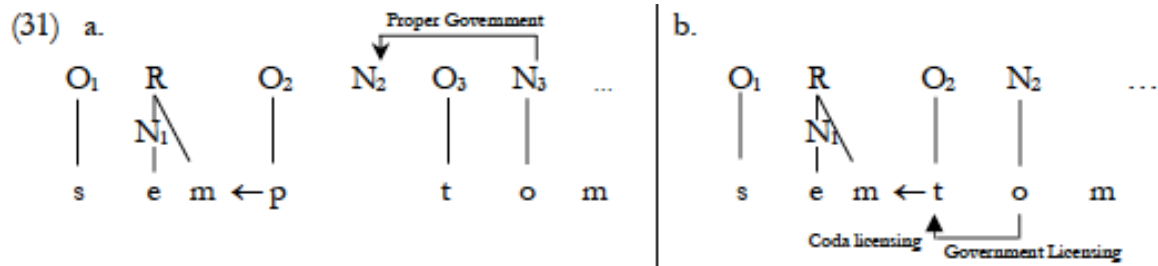 Proper Government
(31) a. b.
O₁ R O₂ N₂ O₃ N₃ ... O₁ R O₂ N₂ ...
N₁ N₁
s e m ←p t o m s e m ←t o m
Coda licensing Government Licensing